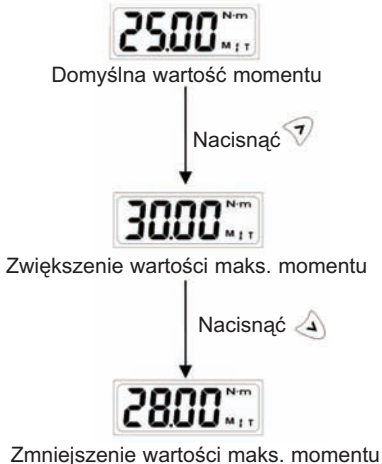 25.00 N·m
M ↕ T
Domyślna wartość momentu
Nacisnąć
30.00 N·m
M ↕ T
Zwiększenie wartości maks. momentu
Nacisnąć
28.00 N·m
M ↕ T
Zmniejszenie wartości maks. momentu